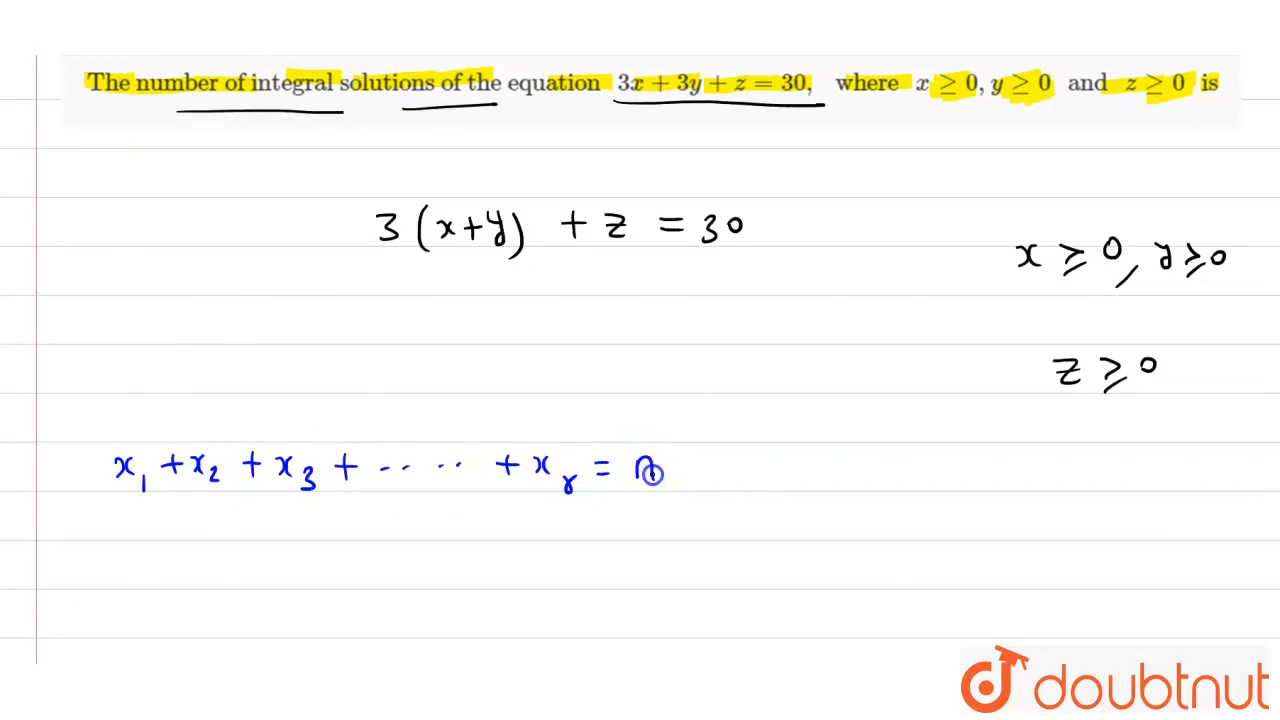 The number of integral solutions of the equation 3x + 3y + z = 30, where x ≥ 0, y ≥ 0 and z ≥ 0 is
3 (x+y) + z = 30
x ≥ 0, y ≥ 0
z ≥ 0
x₁ + x₂ + x₃ + ...... + xᵣ = n
doubtnut